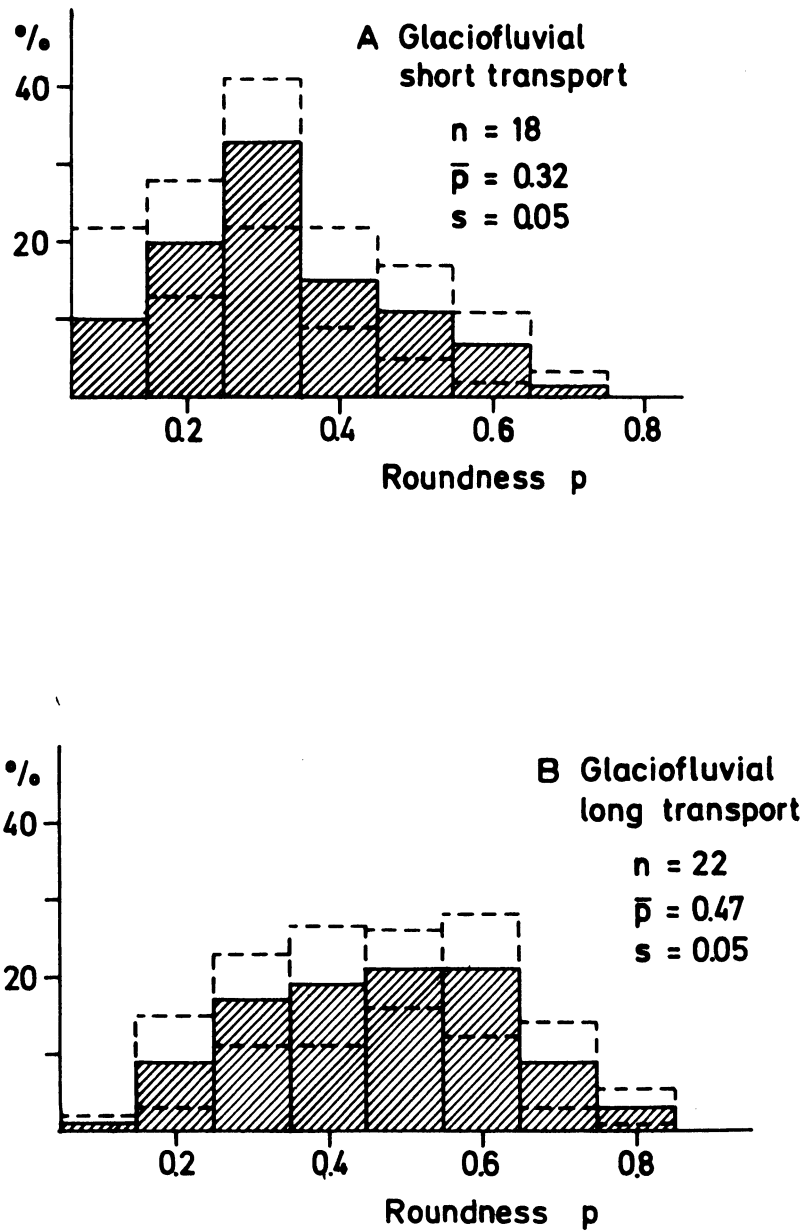 %
A Glaciofluvial
short transport
40
n = 18
p̅ = 0.32
s = 0.05
20
0.2 0.4 0.6 0.8
Roundness p
%
B Glaciofluvial
long transport
40
n = 22
p̅ = 0.47
s = 0.05
20
0.2 0.4 0.6 0.8
Roundness p